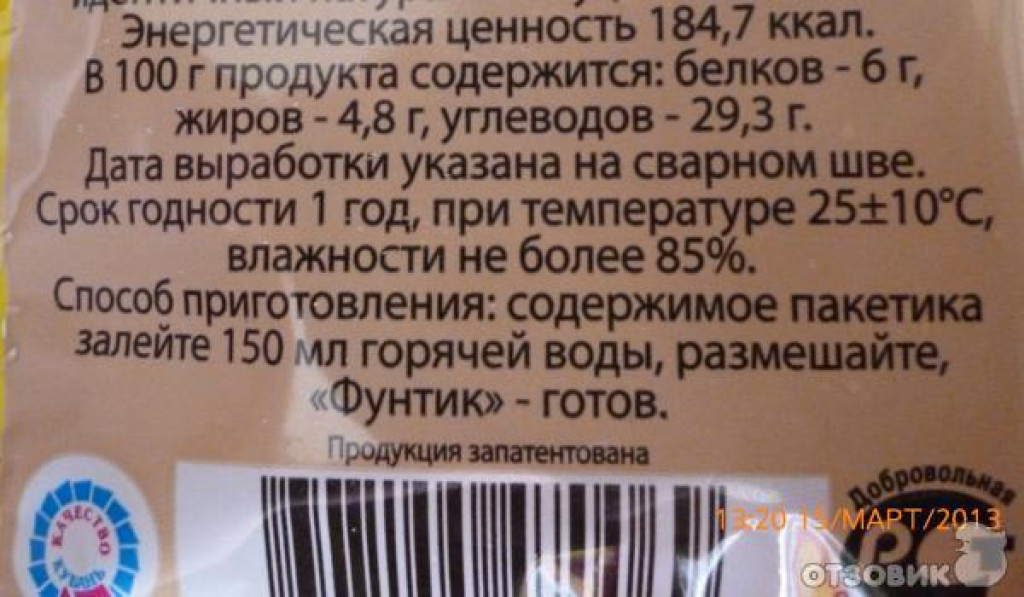 Энергетическая ценность 184,7 ккал.
В 100 г продукта содержится: белков - 6 г,
жиров - 4,8 г, углеводов - 29,3 г.
Дата выработки указана на сварном шве.
Срок годности 1 год, при температуре 25±10°С,
влажности не более 85%.
Способ приготовления: содержимое пакетика
залейте 150 мл горячей воды, размешайте,
«Фунтик» - готов.
Продукция запатентована
КАЧЕСТВО
КУБАНЬ
Добровольная
13:20 15/МАРТ/2013
ОТЗОВИК